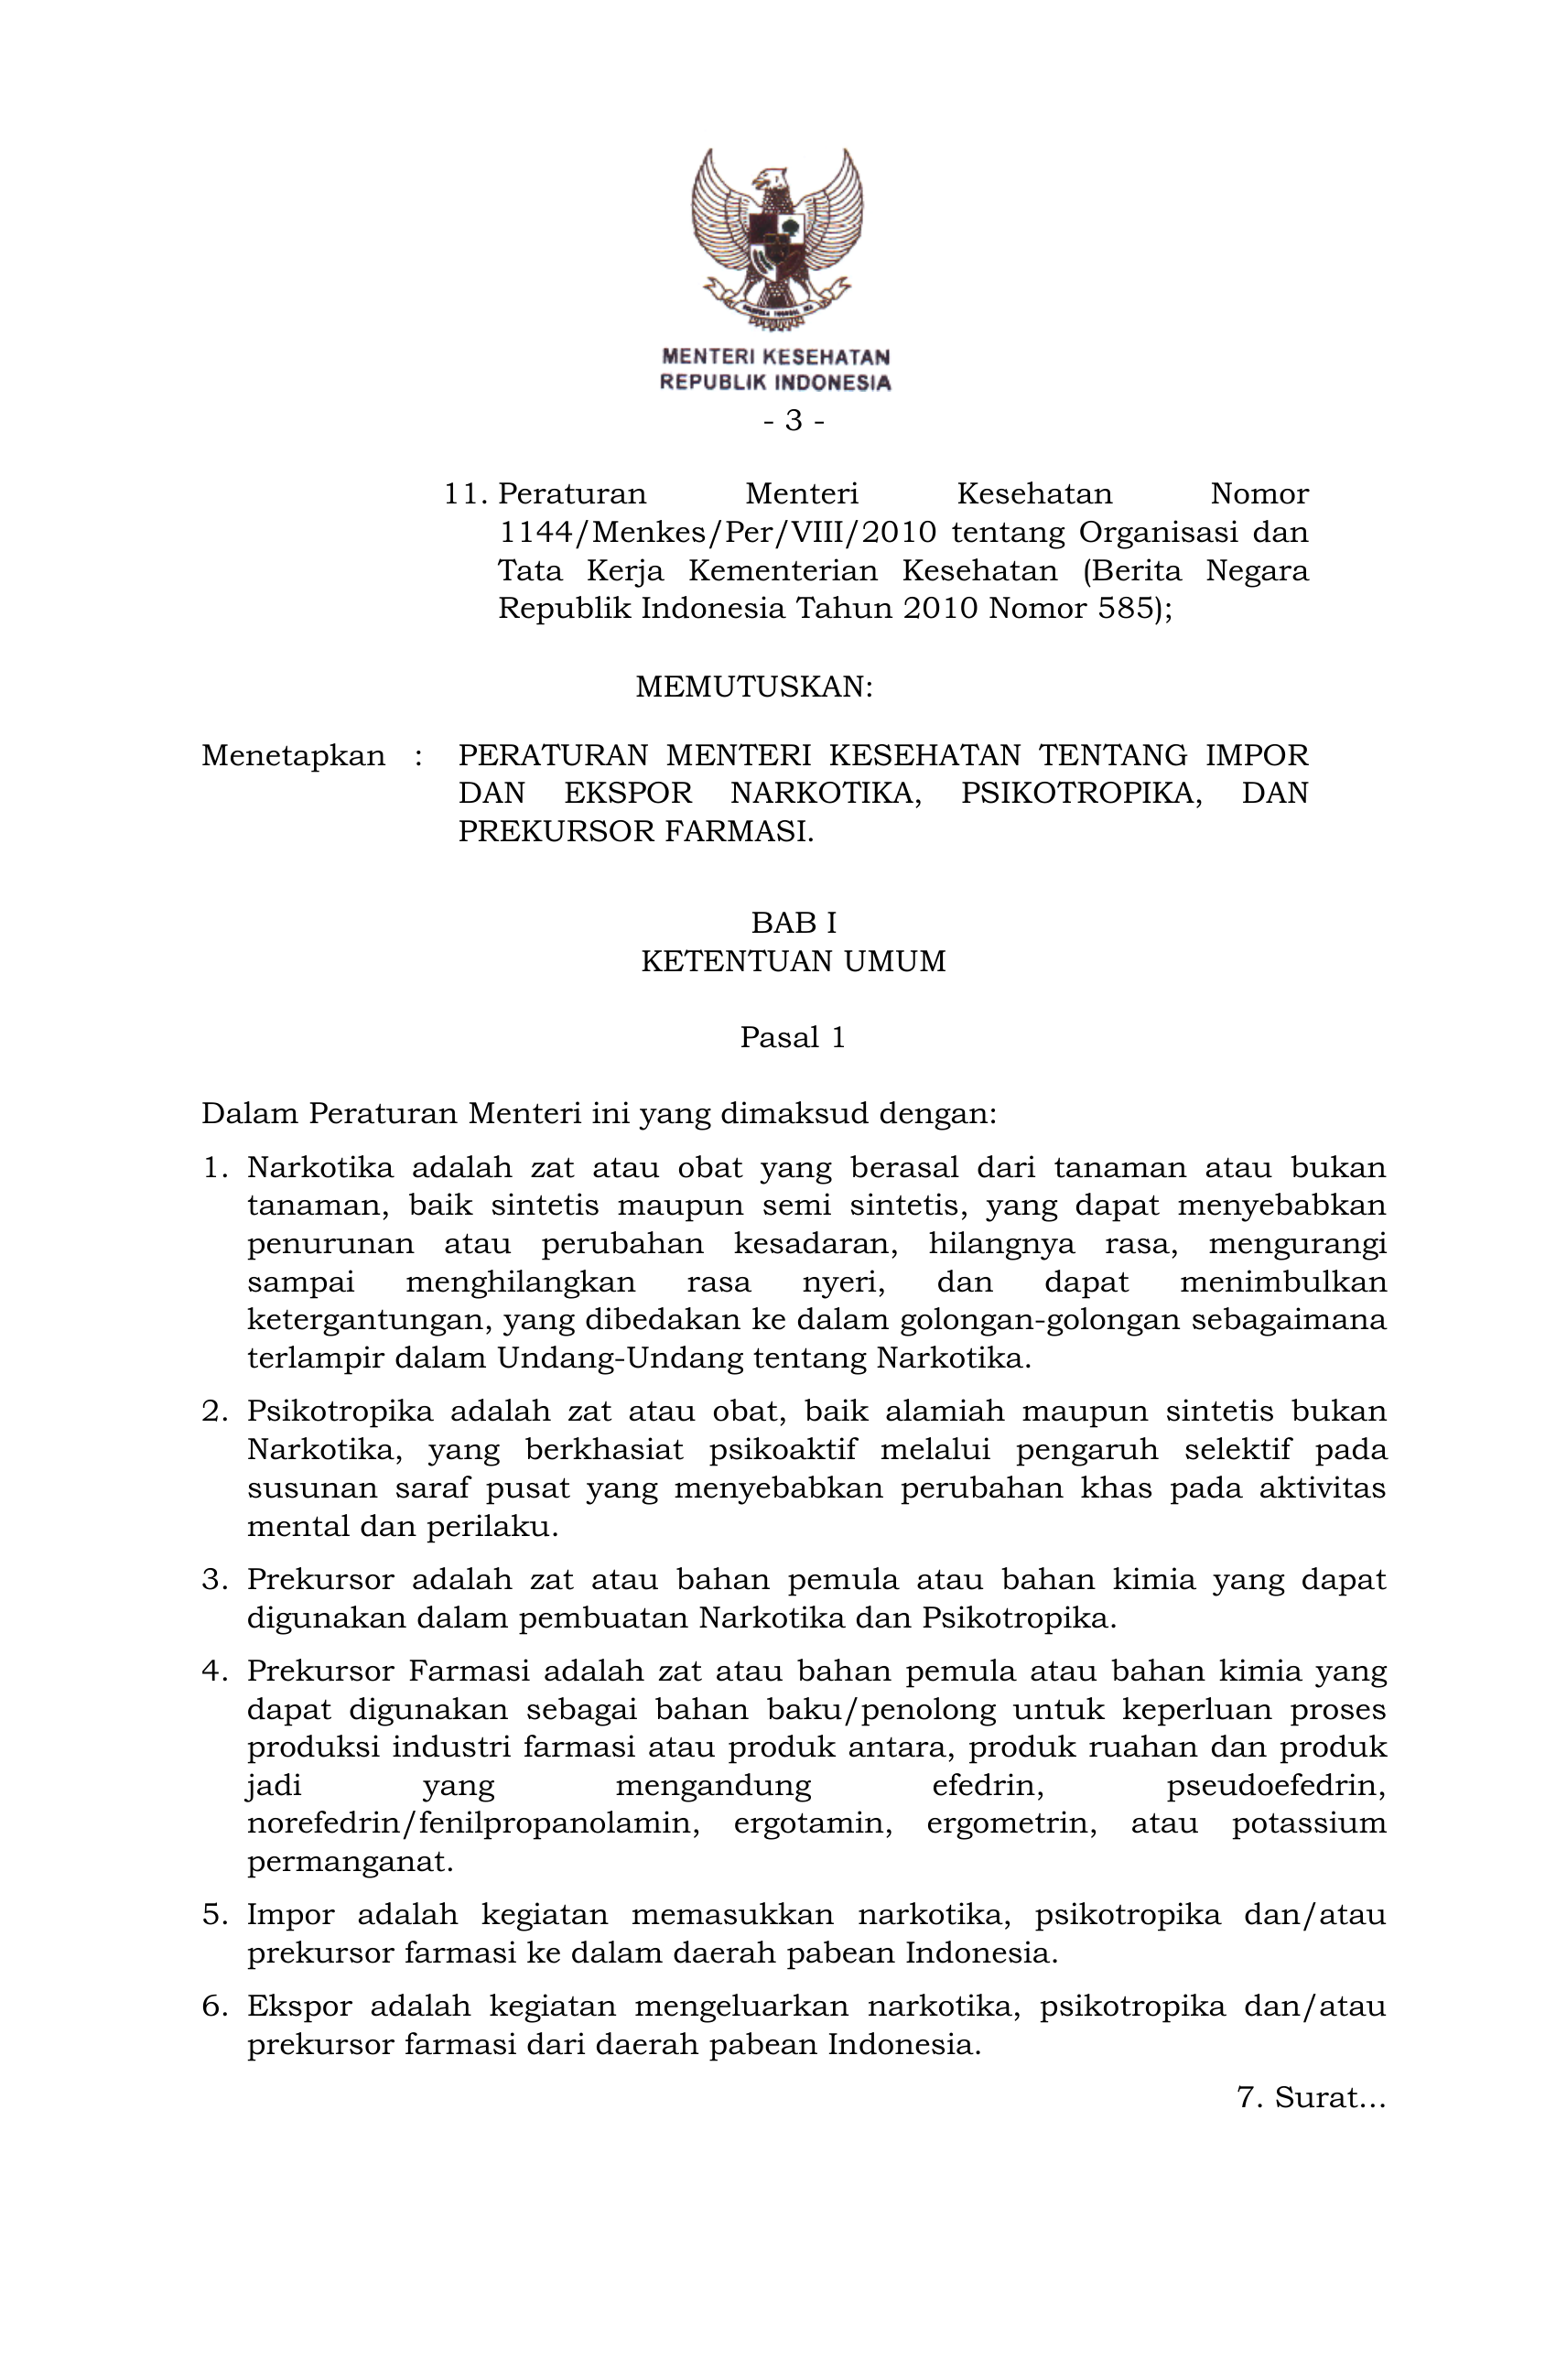 MENTERI KESEHATAN
REPUBLIK INDONESIA
- 3 -
11. Peraturan Menteri Kesehatan Nomor
1144/Menkes/Per/VIII/2010 tentang Organisasi dan
Tata Kerja Kementerian Kesehatan (Berita Negara
Republik Indonesia Tahun 2010 Nomor 585);
MEMUTUSKAN:
Menetapkan : PERATURAN MENTERI KESEHATAN TENTANG IMPOR
DAN EKSPOR NARKOTIKA, PSIKOTROPIKA, DAN
PREKURSOR FARMASI.
BAB I
KETENTUAN UMUM
Pasal 1
Dalam Peraturan Menteri ini yang dimaksud dengan:
1. Narkotika adalah zat atau obat yang berasal dari tanaman atau bukan
tanaman, baik sintetis maupun semi sintetis, yang dapat menyebabkan
penurunan atau perubahan kesadaran, hilangnya rasa, mengurangi
sampai menghilangkan rasa nyeri, dan dapat menimbulkan
ketergantungan, yang dibedakan ke dalam golongan-golongan sebagaimana
terlampir dalam Undang-Undang tentang Narkotika.
2. Psikotropika adalah zat atau obat, baik alamiah maupun sintetis bukan
Narkotika, yang berkhasiat psikoaktif melalui pengaruh selektif pada
susunan saraf pusat yang menyebabkan perubahan khas pada aktivitas
mental dan perilaku.
3. Prekursor adalah zat atau bahan pemula atau bahan kimia yang dapat
digunakan dalam pembuatan Narkotika dan Psikotropika.
4. Prekursor Farmasi adalah zat atau bahan pemula atau bahan kimia yang
dapat digunakan sebagai bahan baku/penolong untuk keperluan proses
produksi industri farmasi atau produk antara, produk ruahan dan produk
jadi yang mengandung efedrin, pseudoefedrin,
norefedrin/fenilpropanolamin, ergotamin, ergometrin, atau potassium
permanganat.
5. Impor adalah kegiatan memasukkan narkotika, psikotropika dan/atau
prekursor farmasi ke dalam daerah pabean Indonesia.
6. Ekspor adalah kegiatan mengeluarkan narkotika, psikotropika dan/atau
prekursor farmasi dari daerah pabean Indonesia.
7. Surat...